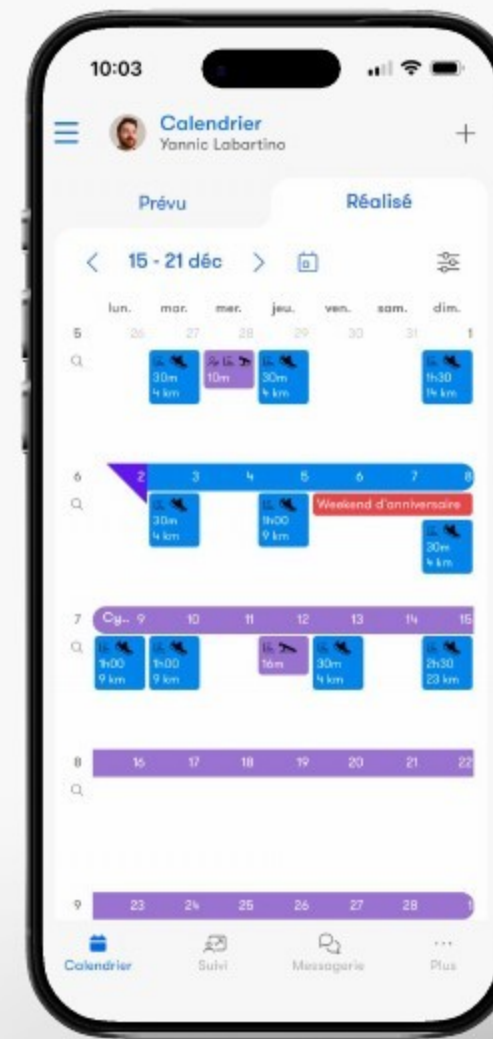 10:03
Calendrier
Yannic Labartino
Prévu
Réalisé
15 - 21 déc
lun. mar. mer. jeu. ven. sam. dim.
5 26 27 28 29 30 31 1
30m 10m 30m 1h30
4 km 4 km 14 km
6 2 3 4 5 6 7 8
Weekend d'anniversaire
30m 1h00
4 km 9 km
30m
4 km
7 Cy.. 9 10 11 12 13 14 15
1h00 1h00 16m 30m 2h30
9 km 9 km 4 km 23 km
8 16 17 18 19 20 21 22
9 23 24 25 26 27 28 1
Calendrier Suivi Messagerie Plus